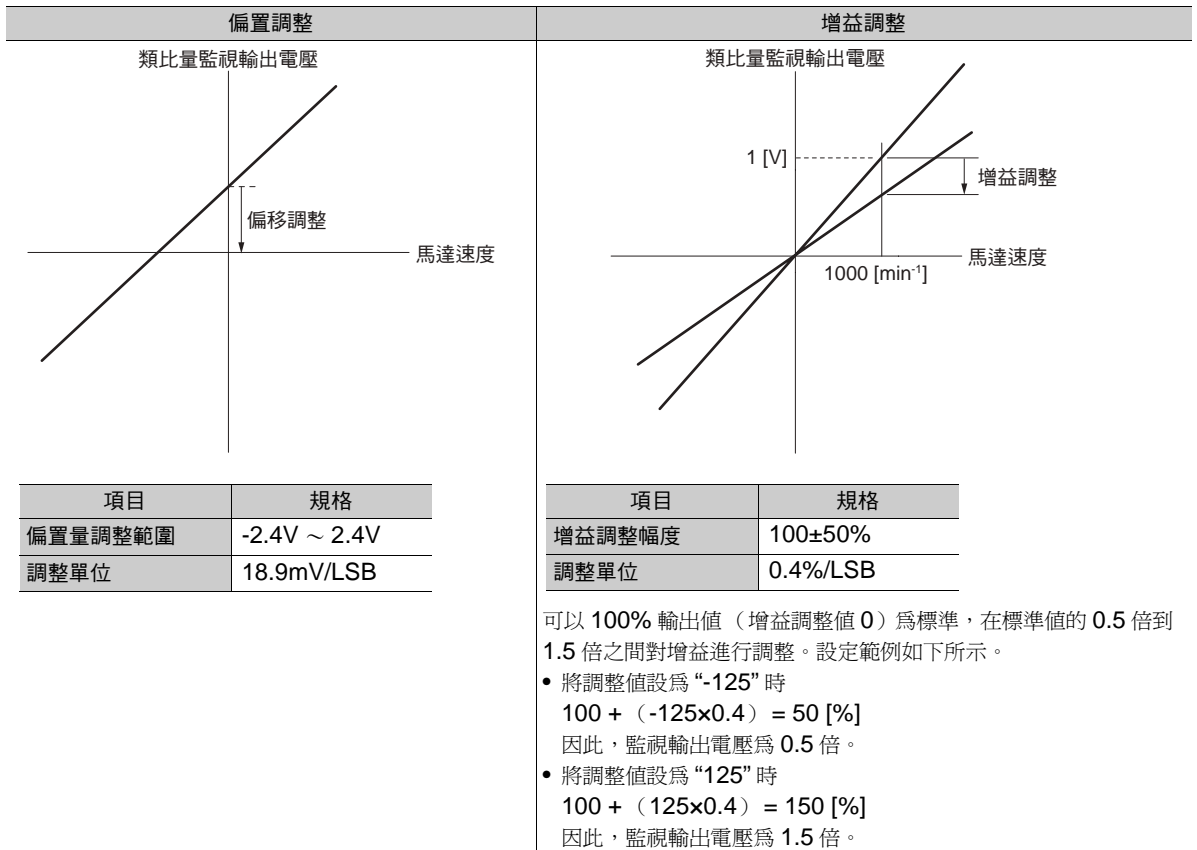 偏置調整
類比量監視輸出電壓
偏移調整
馬達速度
項目 規格
偏置量調整範圍 -2.4V ～ 2.4V
調整單位 18.9mV/LSB
增益調整
類比量監視輸出電壓
1 [V]
增益調整
馬達速度
1000 [min-1]
項目 規格
增益調整幅度 100±50%
調整單位 0.4%/LSB
可以 100% 輸出值（增益調整值 0）爲標準，在標準值的 0.5 倍到
1.5 倍之間對增益進行調整。設定範例如下所示。
• 將調整值設爲 “-125” 時
100 + （-125×0.4） = 50 [%]
因此，監視輸出電壓爲 0.5 倍。
• 將調整值設爲 “125” 時
100 + （125×0.4） = 150 [%]
因此，監視輸出電壓爲 1.5 倍。